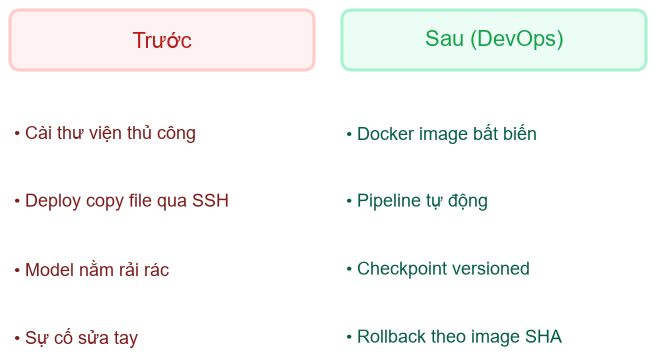 Trước
Sau (DevOps)
• Cài thư viện thủ công
• Docker image bất biến
• Deploy copy file qua SSH
• Pipeline tự động
• Model nằm rải rác
• Checkpoint versioned
• Sự cố sửa tay
• Rollback theo image SHA